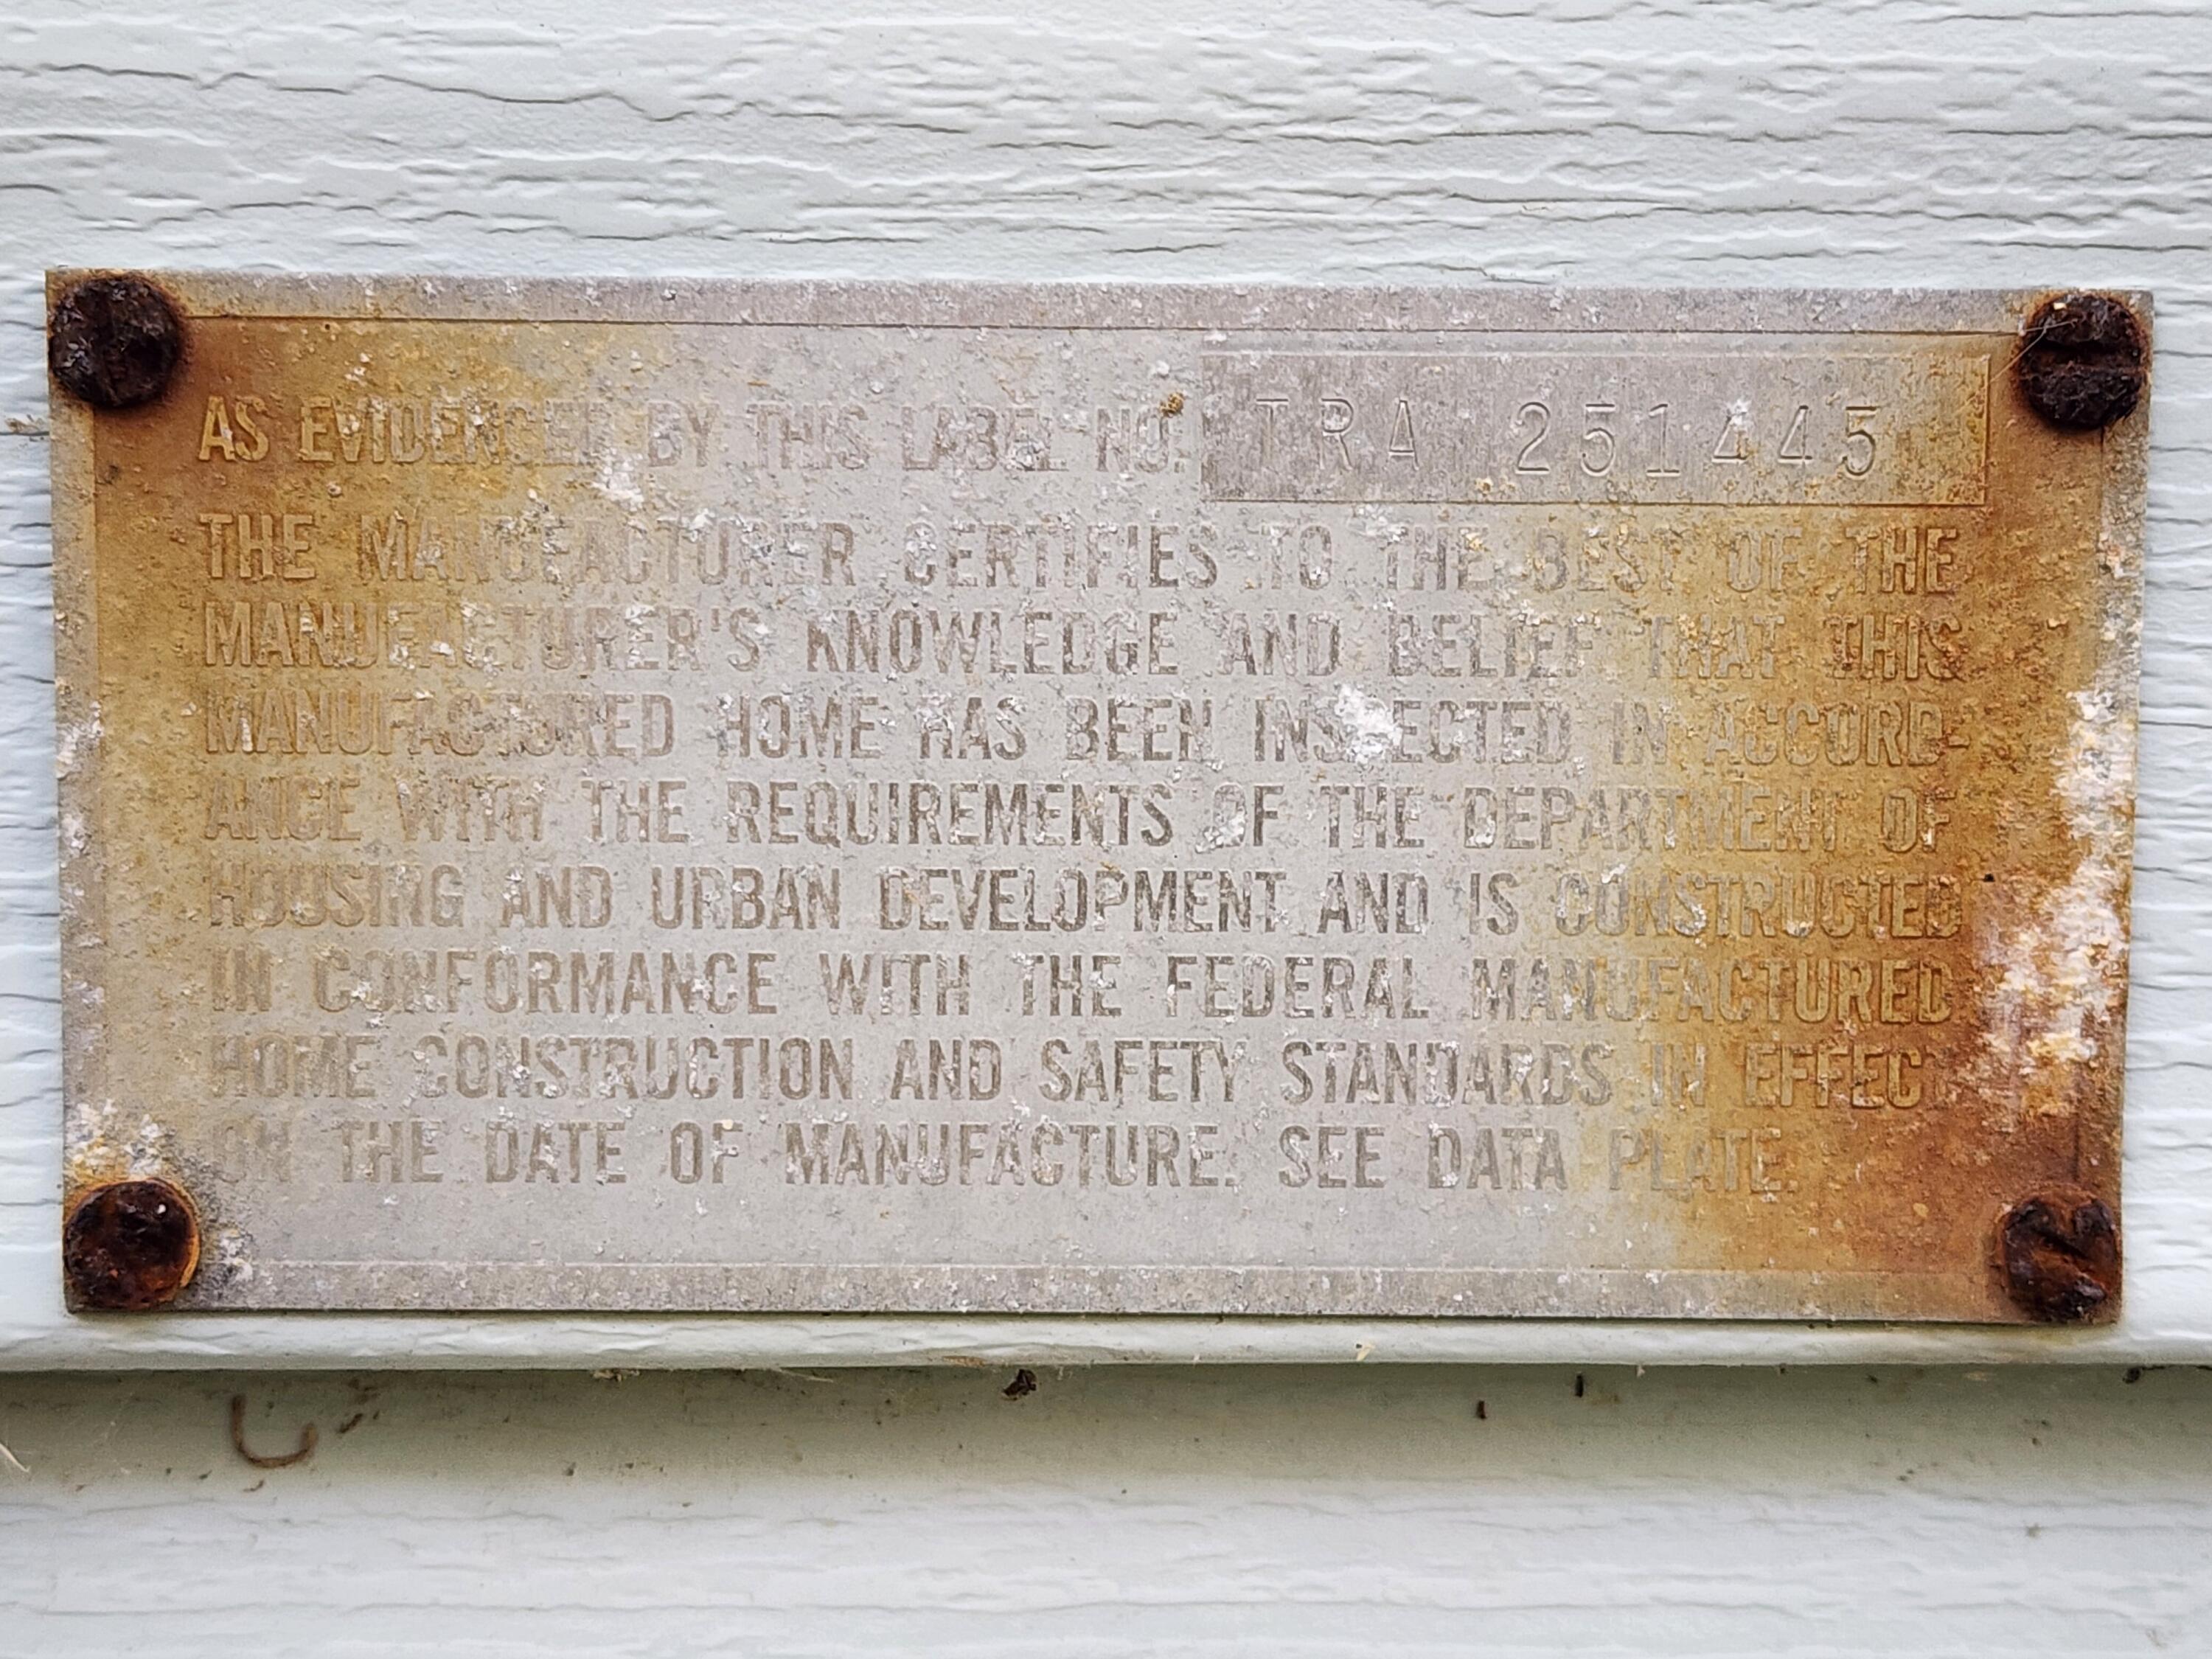 AS EVIDENCED BY THIS LABEL NO. TRA 251445
THE MANUFACTURER CERTIFIES TO THE BEST OF THE
MANUFACTURER'S KNOWLEDGE AND BELIEF THAT THIS
MANUFACTURED HOME HAS BEEN INSPECTED IN ACCORD-
ANCE WITH THE REQUIREMENTS OF THE DEPARTMENT OF
HOUSING AND URBAN DEVELOPMENT AND IS CONSTRUCTED
IN CONFORMANCE WITH THE FEDERAL MANUFACTURED
HOME CONSTRUCTION AND SAFETY STANDARDS IN EFFECT
ON THE DATE OF MANUFACTURE. SEE DATA PLATE.